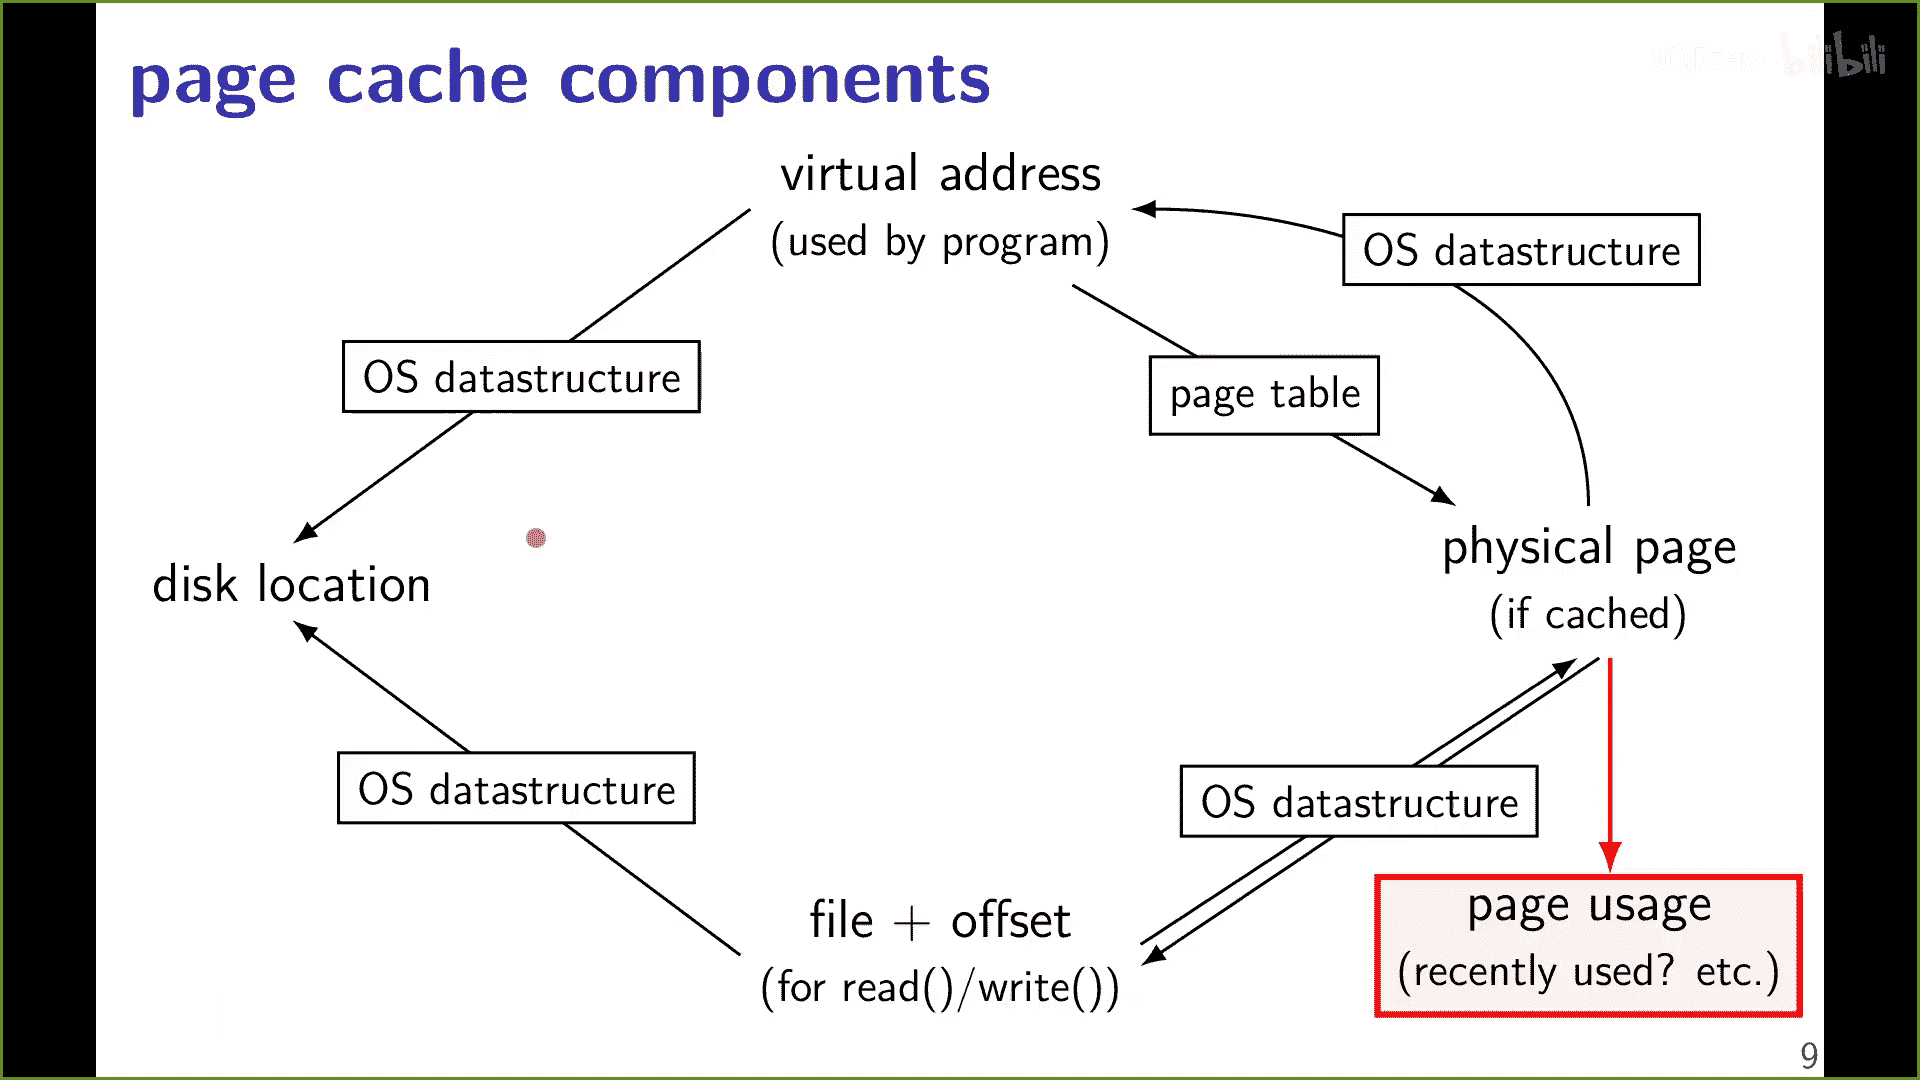 page cache components
bilibili
virtual address
(used by program)
OS datastructure
OS datastructure
page table
physical page
(if cached)
disk location
OS datastructure
OS datastructure
file + offset
(for read()/write())
page usage
(recently used? etc.)
9